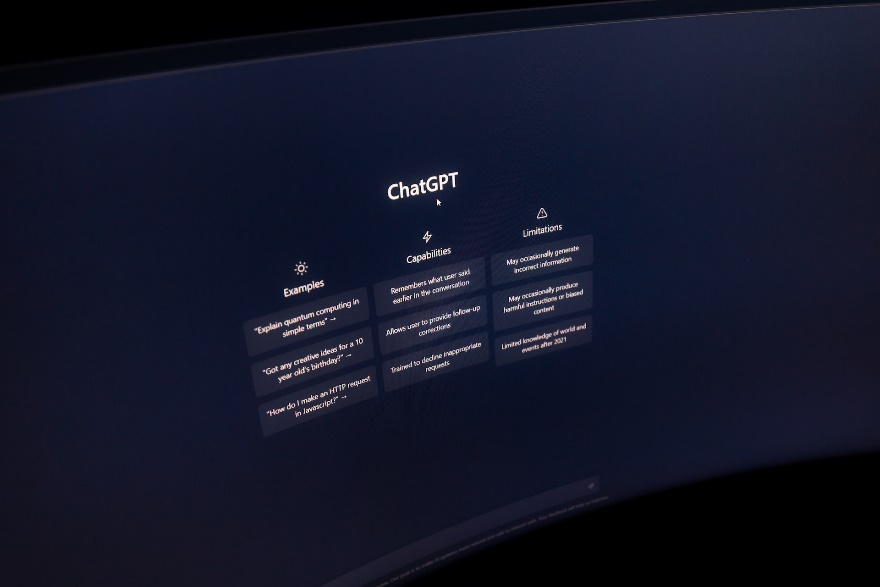 ChatGPT
Examples
"Explain quantum computing in
simple terms" →
"Got any creative ideas for a 10
year old's birthday?" →
"How do I make an HTTP request
in Javascript?" →
Capabilities
Remembers what user said
earlier in the conversation
Allows user to provide follow-up
corrections
Trained to decline inappropriate
requests
Limitations
May occasionally generate
incorrect information
May occasionally produce
harmful instructions or biased
content
Limited knowledge of world and
events after 2021